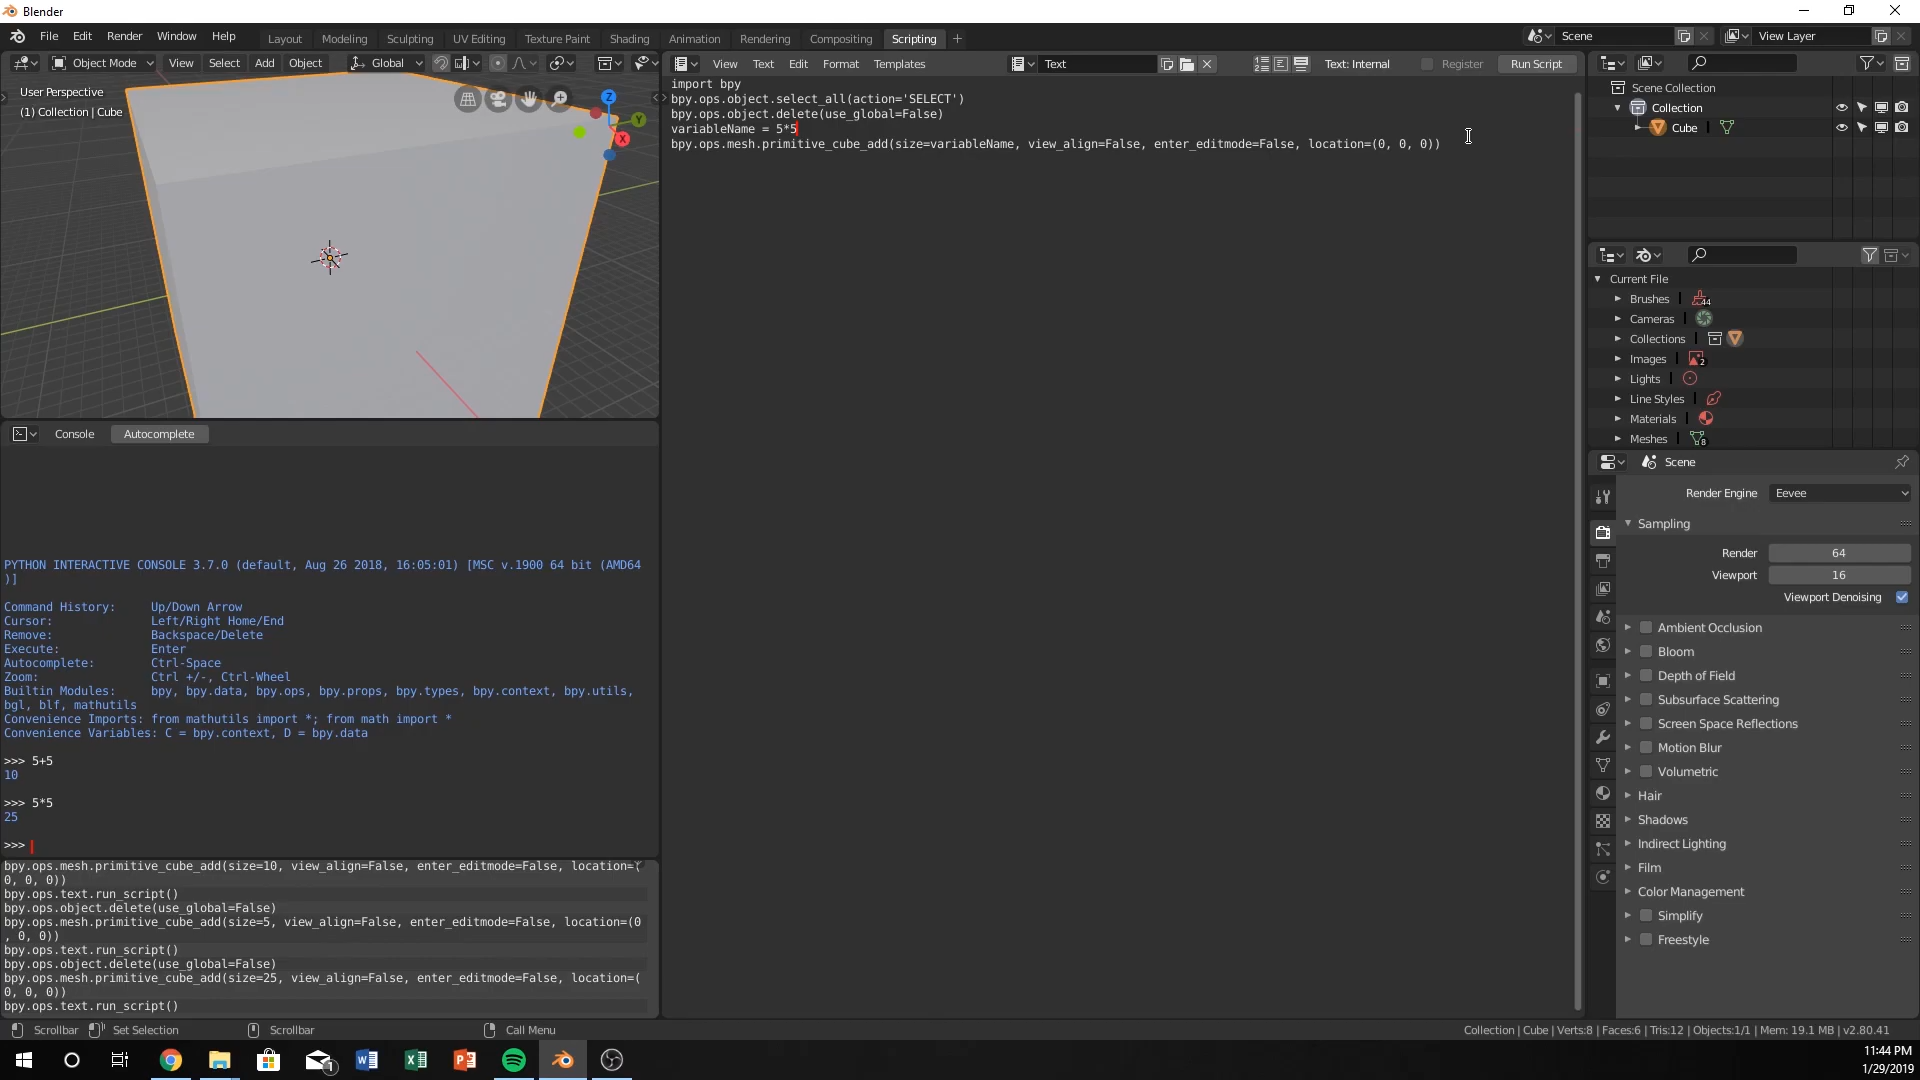 Blender
File Edit Render Window Help
Layout Modeling Sculpting UV Editing Texture Paint Shading Animation Rendering Compositing Scripting +
Scene
View Layer
Object Mode View Select Add Object Global
View Text Edit Format Templates
Text
Text: Internal
Register
Run Script
User Perspective
(1) Collection | Cube
Z
Y
X
import bpy
bpy.ops.object.select_all(action='SELECT')
bpy.ops.object.delete(use_global=False)
variableName = 5*5
bpy.ops.mesh.primitive_cube_add(size=variableName, view_align=False, enter_editmode=False, location=(0, 0, 0))
Scene Collection
Collection
Cube
Current File
Brushes 44
Cameras
Collections
Images 2
Lights
Line Styles
Materials
Meshes 8
Console Autocomplete
PYTHON INTERACTIVE CONSOLE 3.7.0 (default, Aug 26 2018, 16:05:01) [MSC v.1900 64 bit (AMD64
)]
Command History: Up/Down Arrow
Cursor: Left/Right Home/End
Remove: Backspace/Delete
Execute: Enter
Autocomplete: Ctrl-Space
Zoom: Ctrl +/-, Ctrl-Wheel
Builtin Modules: bpy, bpy.data, bpy.ops, bpy.props, bpy.types, bpy.context, bpy.utils,
bgl, blf, mathutils
Convenience Imports: from mathutils import *; from math import *
Convenience Variables: C = bpy.context, D = bpy.data
>>> 5+5
10
>>> 5*5
25
>>>
bpy.ops.mesh.primitive_cube_add(size=10, view_align=False, enter_editmode=False, location=(
0, 0, 0))
bpy.ops.text.run_script()
bpy.ops.object.delete(use_global=False)
bpy.ops.mesh.primitive_cube_add(size=5, view_align=False, enter_editmode=False, location=(0
, 0, 0))
bpy.ops.text.run_script()
bpy.ops.object.delete(use_global=False)
bpy.ops.mesh.primitive_cube_add(size=25, view_align=False, enter_editmode=False, location=(
0, 0, 0))
bpy.ops.text.run_script()
Scene
Render Engine Eevee
Sampling
Render 64
Viewport 16
Viewport Denoising
Ambient Occlusion
Bloom
Depth of Field
Subsurface Scattering
Screen Space Reflections
Motion Blur
Volumetric
Hair
Shadows
Indirect Lighting
Film
Color Management
Simplify
Freestyle
Scrollbar Set Selection Scrollbar Call Menu
Collection | Cube | Verts:8 | Faces:6 | Tris:12 | Objects:1/1 | Mem: 19.1 MB | v2.80.41
11:44 PM
1/29/2019